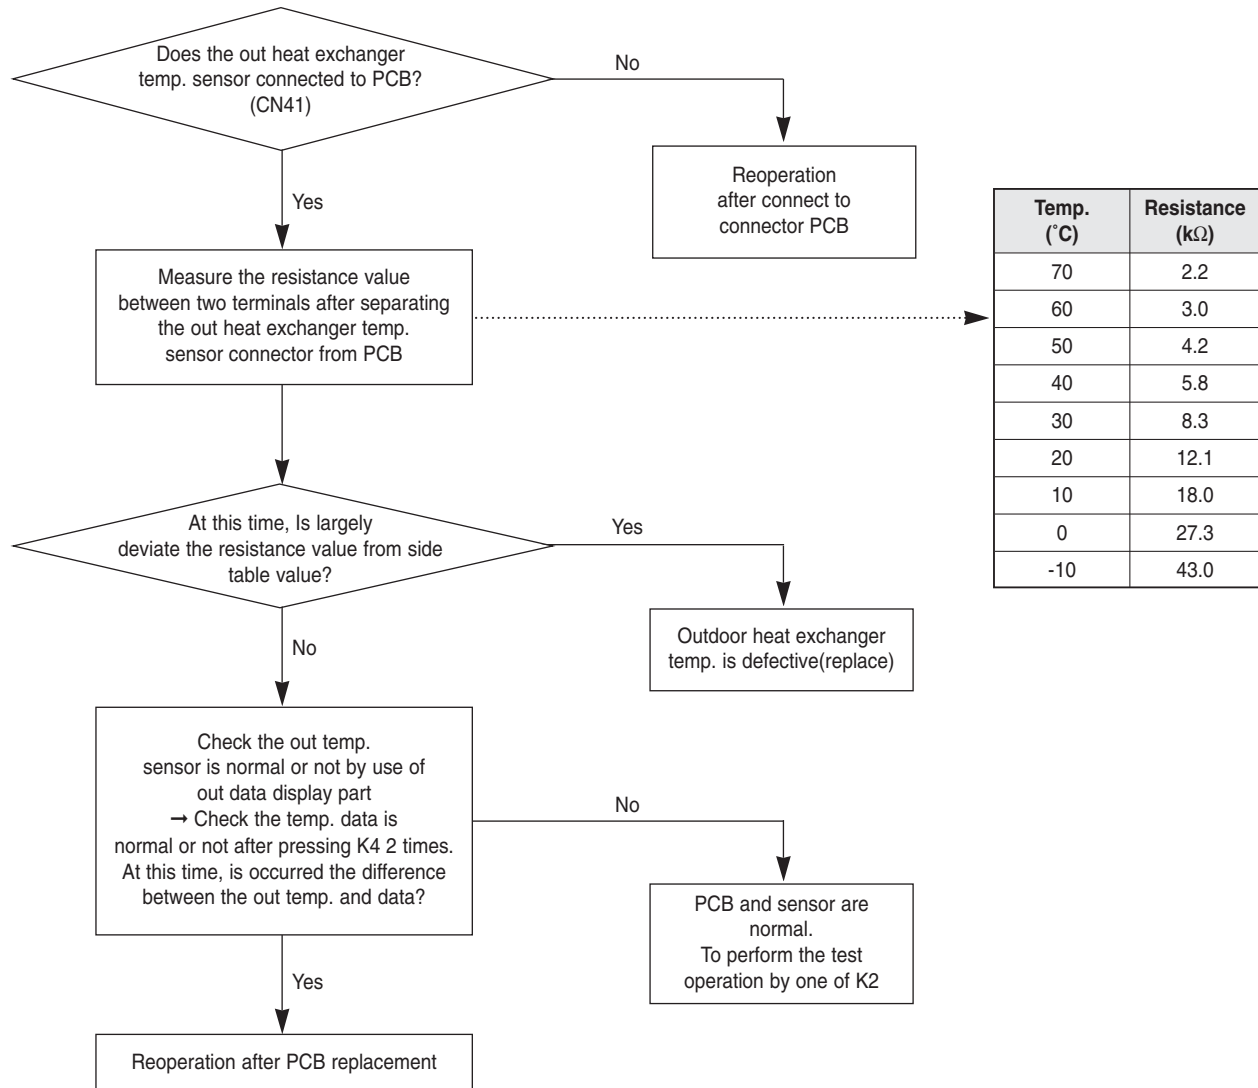 Does the out heat exchanger
temp. sensor connected to PCB?
(CN41)
No
Reoperation
after connect to
connector PCB
Yes
Measure the resistance value
between two terminals after separating
the out heat exchanger temp.
sensor connector from PCB
Temp. Resistance
(˚C) (kΩ)
70 2.2
60 3.0
50 4.2
40 5.8
30 8.3
20 12.1
10 18.0
0 27.3
-10 43.0
At this time, Is largely
deviate the resistance value from side
table value?
Yes
Outdoor heat exchanger
temp. is defective(replace)
No
Check the out temp.
sensor is normal or not by use of
out data display part
➞ Check the temp. data is
normal or not after pressing K4 2 times.
At this time, is occurred the difference
between the out temp. and data?
No
PCB and sensor are
normal.
To perform the test
operation by one of K2
Yes
Reoperation after PCB replacement